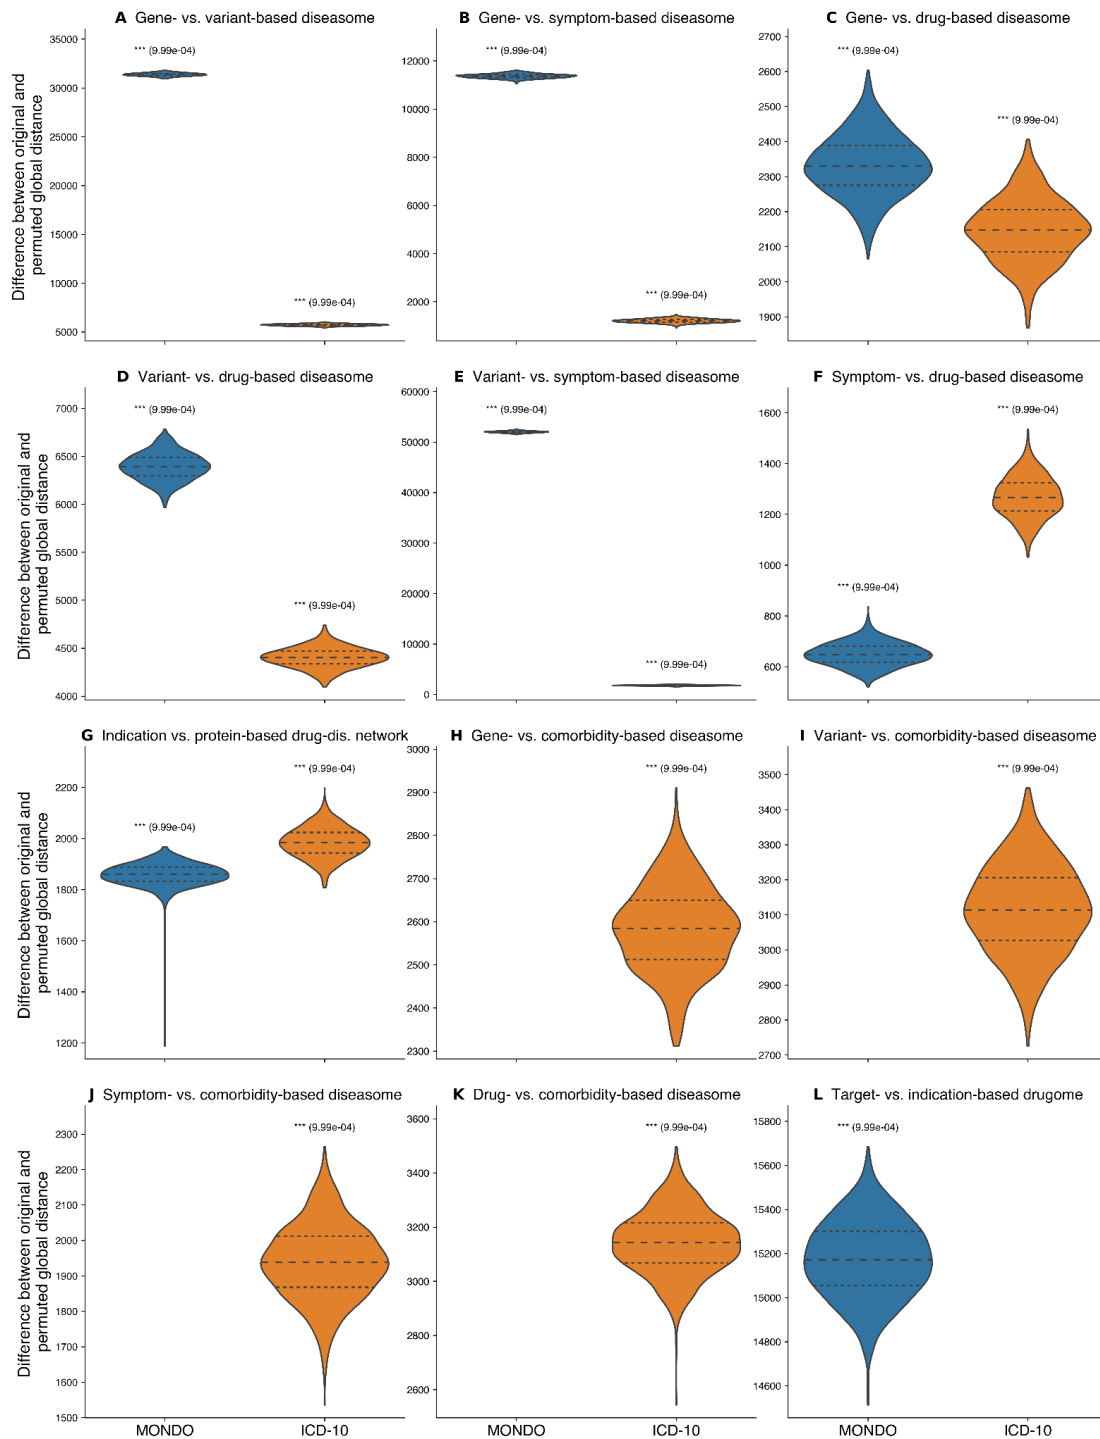 A Gene- vs. variant-based diseasome
B Gene- vs. symptom-based diseasome
C Gene- vs. drug-based diseasome
Difference between original and
permuted global distance
35000
30000
25000
20000
15000
10000
5000
*** (9.99e-04)
*** (9.99e-04)
12000
10000
8000
6000
4000
2000
*** (9.99e-04)
*** (9.99e-04)
2700
2600
2500
2400
2300
2200
2100
2000
1900
*** (9.99e-04)
*** (9.99e-04)
D Variant- vs. drug-based diseasome
E Variant- vs. symptom-based diseasome
F Symptom- vs. drug-based diseasome
Difference between original and
permuted global distance
7000
6500
6000
5500
5000
4500
4000
*** (9.99e-04)
*** (9.99e-04)
60000
50000
40000
30000
20000
10000
0
*** (9.99e-04)
*** (9.99e-04)
1600
1400
1200
1000
800
600
*** (9.99e-04)
*** (9.99e-04)
G Indication vs. protein-based drug-dis. network
H Gene- vs. comorbidity-based diseasome
I Variant- vs. comorbidity-based diseasome
Difference between original and
permuted global distance
2200
2000
1800
1600
1400
1200
*** (9.99e-04)
*** (9.99e-04)
3000
2900
2800
2700
2600
2500
2400
2300
*** (9.99e-04)
3500
3400
3300
3200
3100
3000
2900
2800
2700
*** (9.99e-04)
J Symptom- vs. comorbidity-based diseasome
K Drug- vs. comorbidity-based diseasome
L Target- vs. indication-based drugome
Difference between original and
permuted global distance
2300
2200
2100
2000
1900
1800
1700
1600
1500
*** (9.99e-04)
3600
3400
3200
3000
2800
2600
*** (9.99e-04)
15800
15600
15400
15200
15000
14800
14600
*** (9.99e-04)
MONDO
ICD-10
MONDO
ICD-10
MONDO
ICD-10